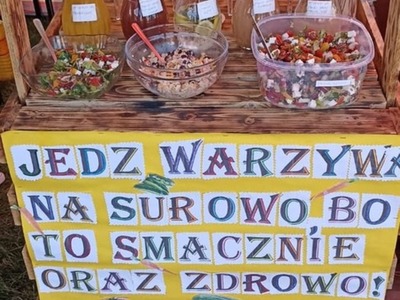 JEDZ WARZYWA
NA SUROWO BO
TO SMACZNIE
ORAZ ZDROWO!